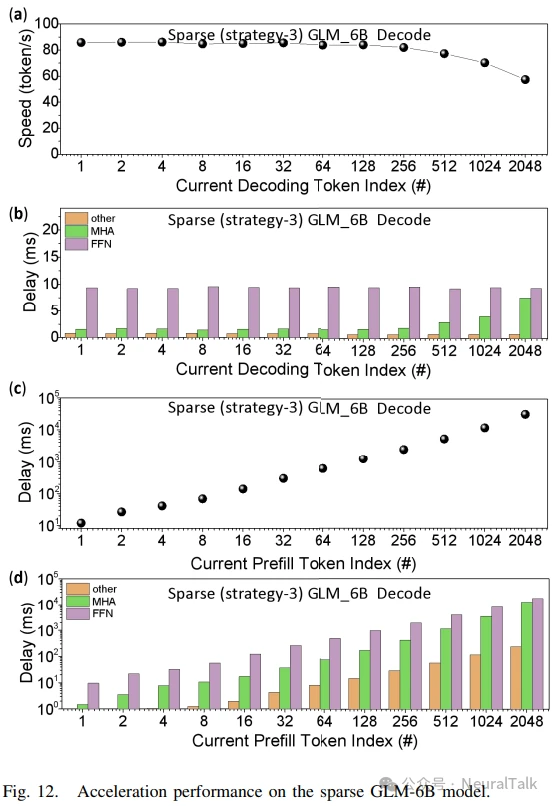 (a)
Sparse (strategy-3) GLM_6B Decode
100
80
60
40
20
0
Speed (token/s)
1 2 4 8 16 32 64 128 256 512 1024 2048
Current Decoding Token Index (#)
(b)
Sparse (strategy-3) GLM_6B Decode
other
MHA
FFN
20
15
10
5
0
Delay (ms)
1 2 4 8 16 32 64 128 256 512 1024 2048
Current Decoding Token Index (#)
(c)
Sparse (strategy-3) GLM_6B Decode
10^5
10^4
10^3
10^2
10^1
Delay (ms)
1 2 4 8 16 32 64 128 256 512 1024 2048
Current Prefill Token Index (#)
(d)
Sparse (strategy-3) GLM_6B Decode
other
MHA
FFN
10^5
10^4
10^3
10^2
10^1
10^0
Delay (ms)
1 2 4 8 16 32 64 128 256 512 1024 2048
Current Prefill Token Index (#)
Fig. 12. Acceleration performance on the sparse GLM-6B model.
公众号 · NeuralTalk